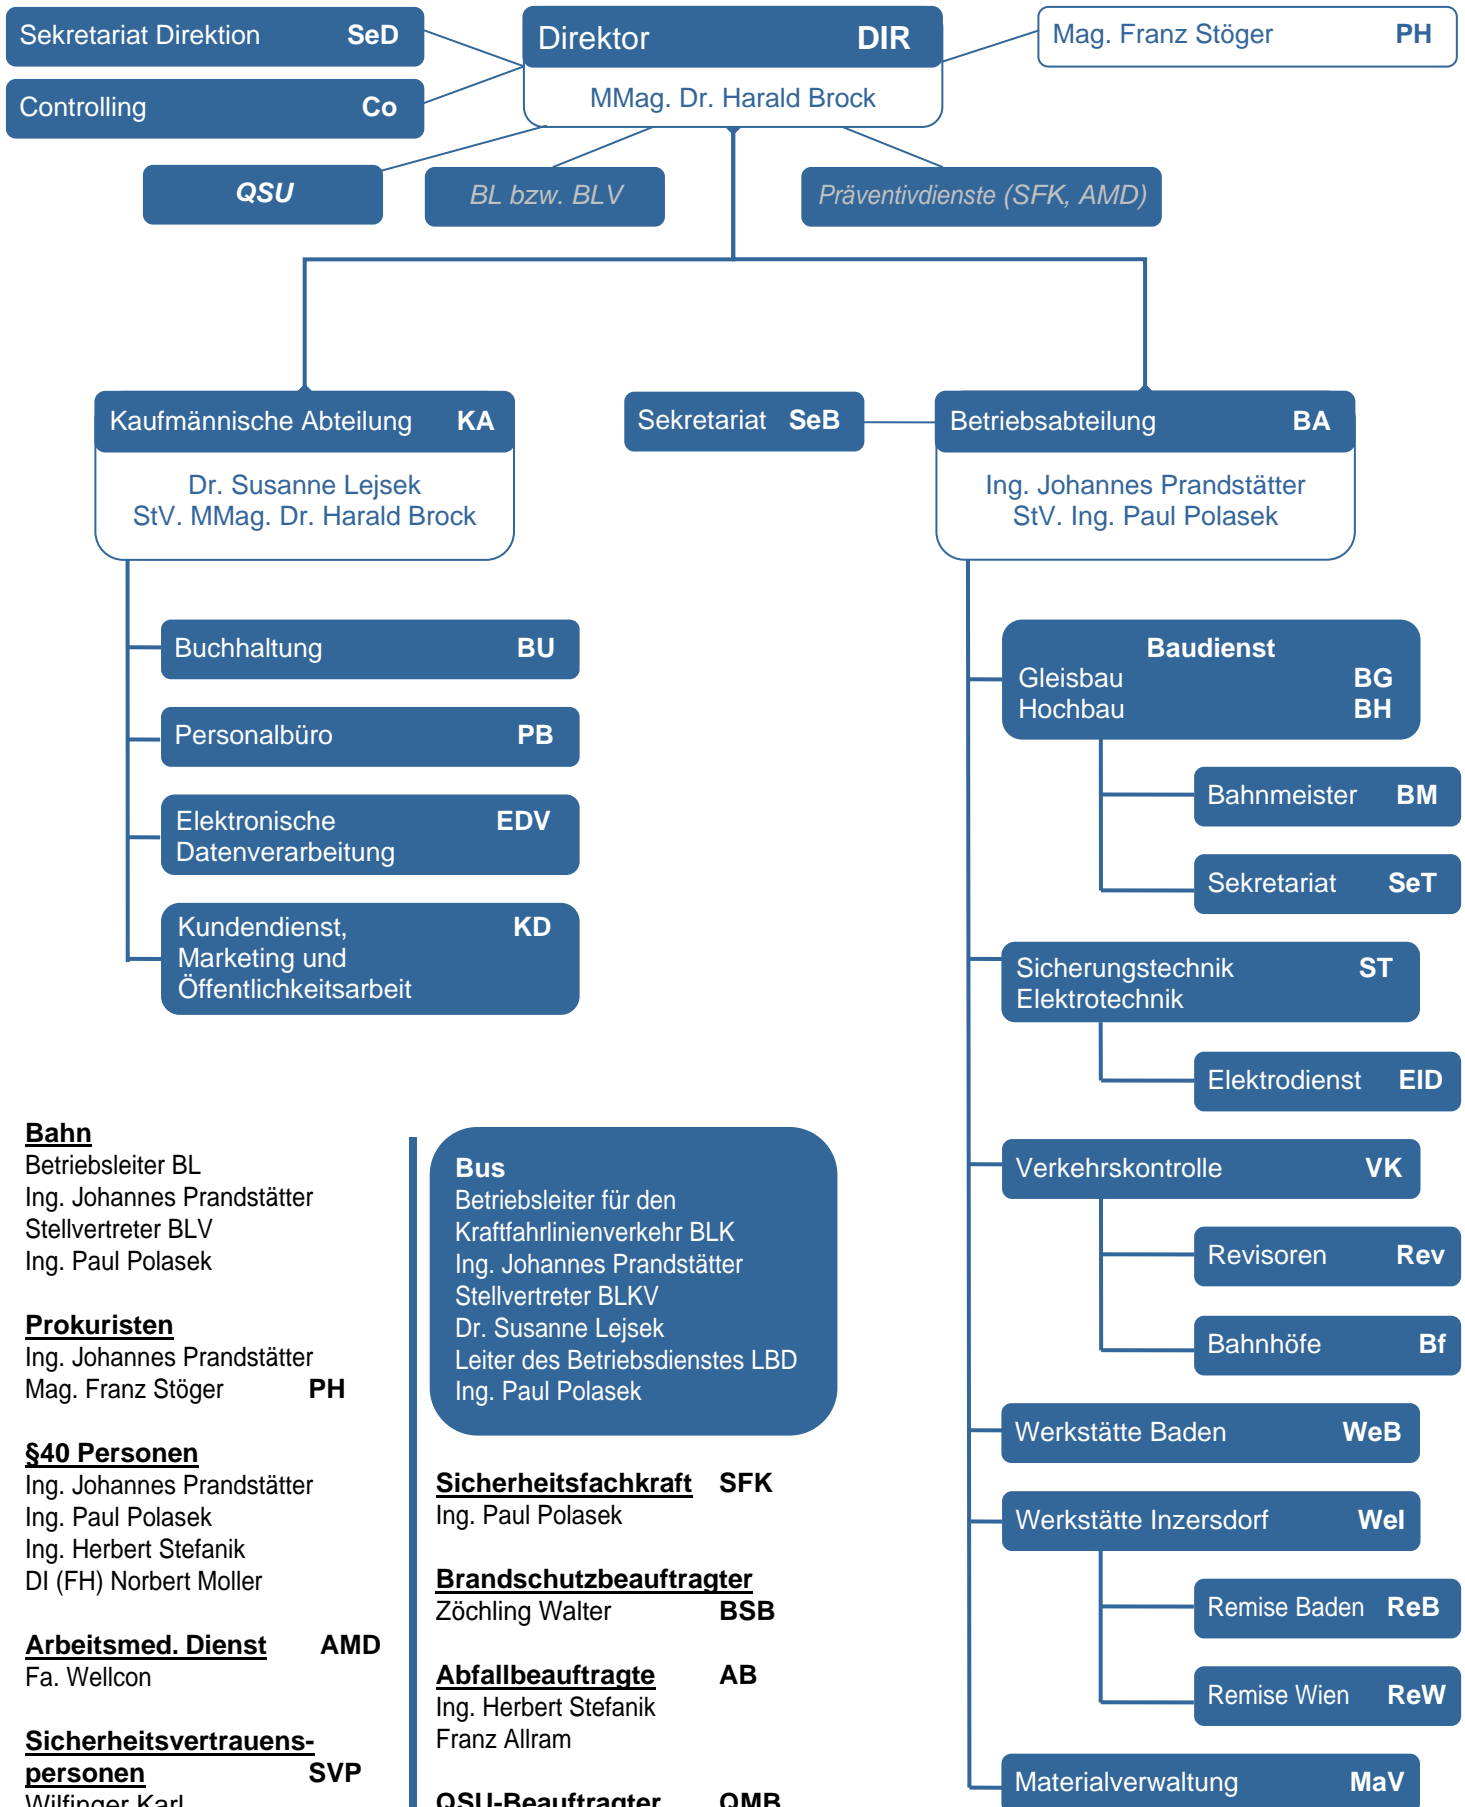 Sekretariat Direktion SeD
Controlling Co
Direktor DIR
MMag. Dr. Harald Brock
Mag. Franz Stöger PH
QSU
BL bzw. BLV
Präventivdienste (SFK, AMD)
Kaufmännische Abteilung KA
Dr. Susanne Lejsek
StV. MMag. Dr. Harald Brock
Sekretariat SeB
Betriebsabteilung BA
Ing. Johannes Prandstätter
StV. Ing. Paul Polasek
Buchhaltung BU
Personalbüro PB
Elektronische EDV
Datenverarbeitung
Kundendienst, KD
Marketing und
Öffentlichkeitsarbeit
Baudienst
Gleisbau BG
Hochbau BH
Bahnmeister BM
Sekretariat SeT
Sicherungstechnik ST
Elektrotechnik
Elektrodienst ElD
Verkehrskontrolle VK
Revisoren Rev
Bahnhöfe Bf
Werkstätte Baden WeB
Werkstätte Inzersdorf WeI
Remise Baden ReB
Remise Wien ReW
Materialverwaltung MaV
Bahn
Betriebsleiter BL
Ing. Johannes Prandstätter
Stellvertreter BLV
Ing. Paul Polasek
Prokuristen
Ing. Johannes Prandstätter
Mag. Franz Stöger PH
§40 Personen
Ing. Johannes Prandstätter
Ing. Paul Polasek
Ing. Herbert Stefanik
DI (FH) Norbert Moller
Arbeitsmed. Dienst AMD
Fa. Wellcon
Sicherheitsvertrauens-
personen SVP
Wilfinger Karl
Bus
Betriebsleiter für den
Kraftfahrlinienverkehr BLK
Ing. Johannes Prandstätter
Stellvertreter BLKV
Dr. Susanne Lejsek
Leiter des Betriebsdienstes LBD
Ing. Paul Polasek
Sicherheitsfachkraft SFK
Ing. Paul Polasek
Brandschutzbeauftragter
Zöchling Walter BSB
Abfallbeauftragte AB
Ing. Herbert Stefanik
Franz Allram
QSU-Beauftragter QMB